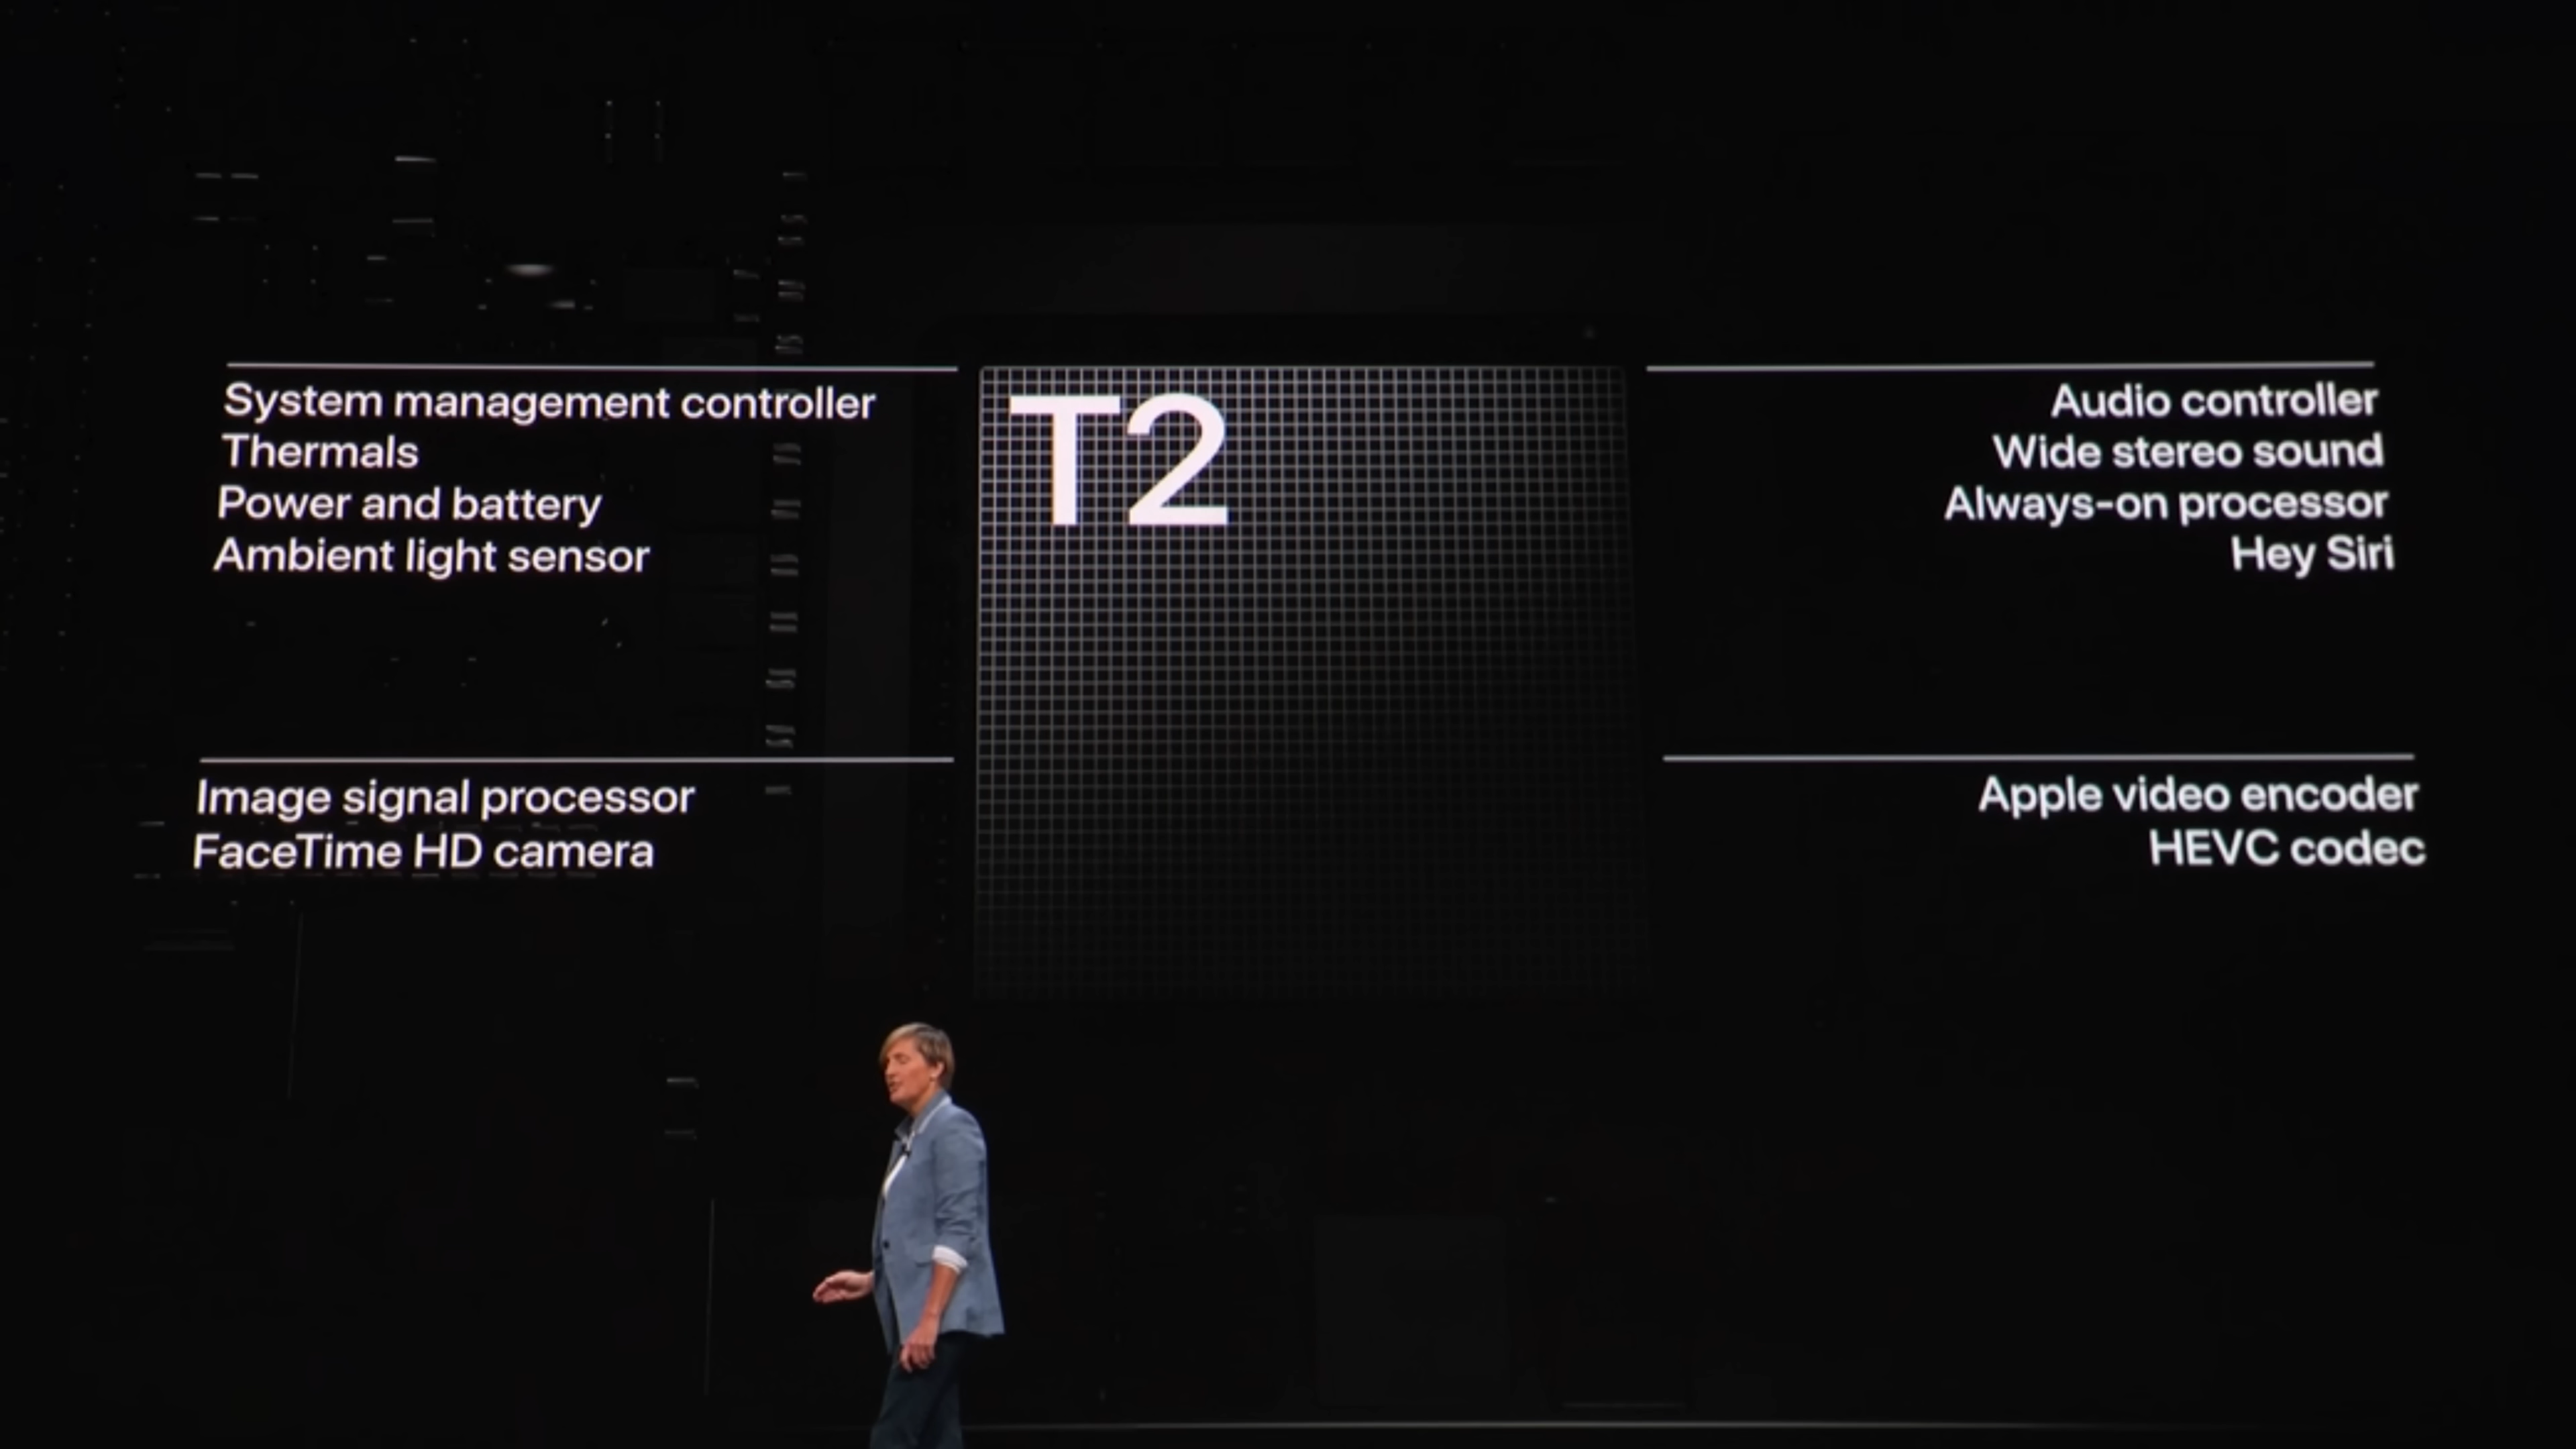 T2
System management controller
Thermals
Power and battery
Ambient light sensor
Audio controller
Wide stereo sound
Always-on processor
Hey Siri
Image signal processor
FaceTime HD camera
Apple video encoder
HEVC codec